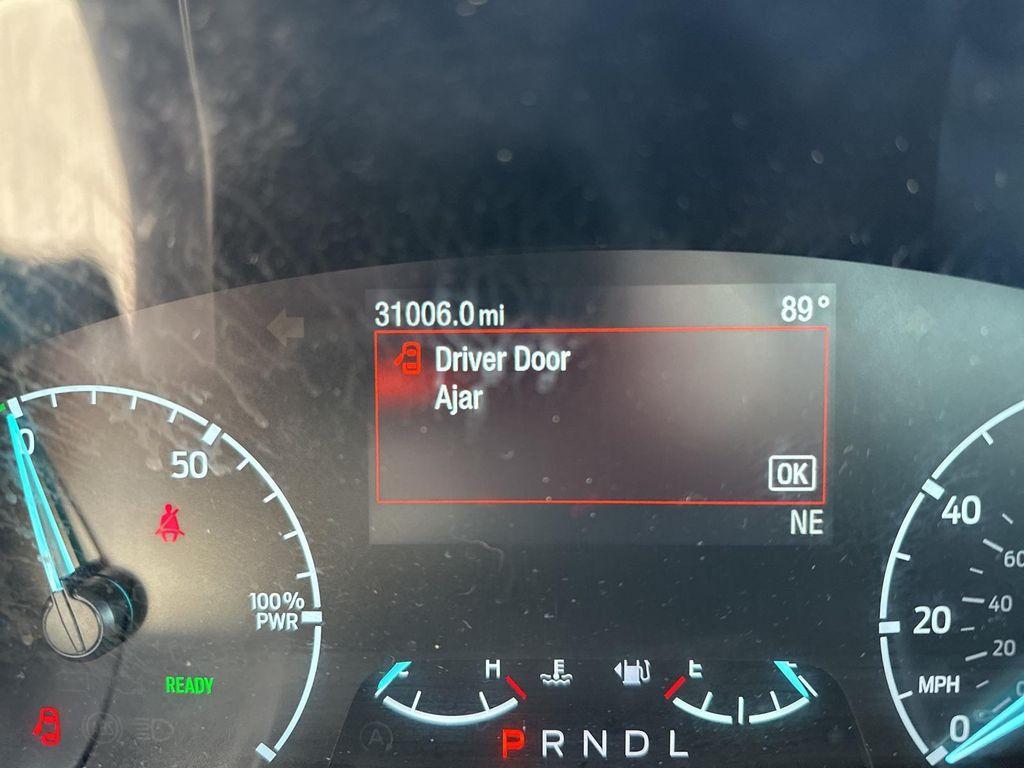 31006.0 mi 89°
Driver Door
Ajar
OK
NE
0
50
100%
PWR
READY
H
E
P R N D L
40
20
0
MPH
60
40
20